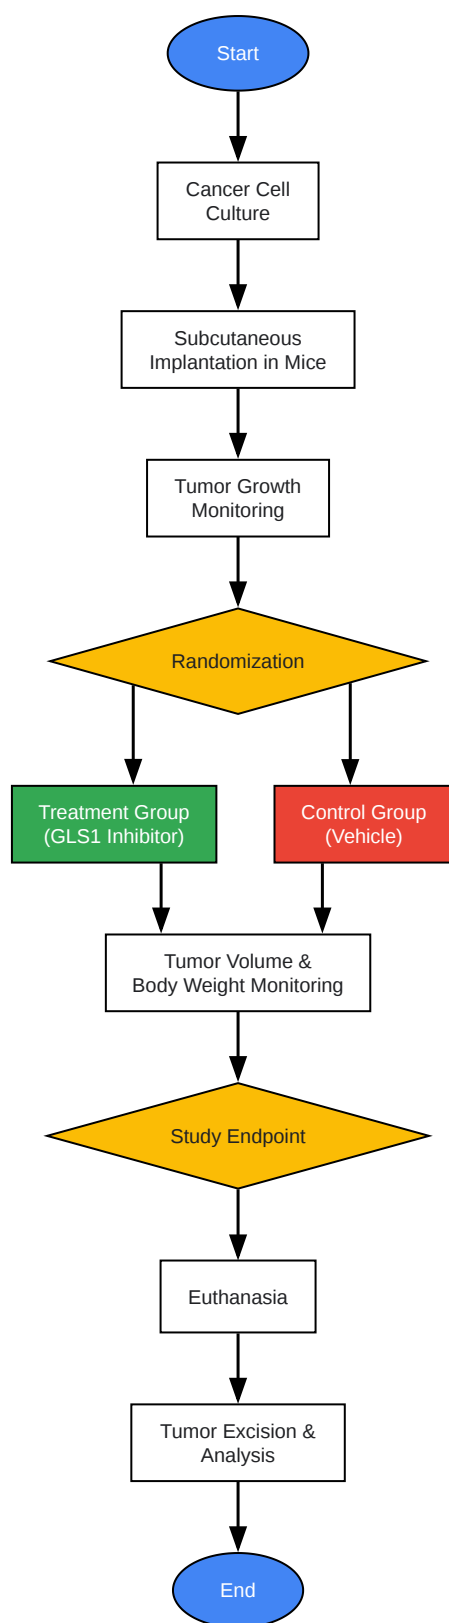 Start
Cancer Cell
Culture
Subcutaneous
Implantation in Mice
Tumor Growth
Monitoring
Randomization
Treatment Group
(GLS1 Inhibitor)
Control Group
(Vehicle)
Tumor Volume &
Body Weight Monitoring
Study Endpoint
Euthanasia
Tumor Excision &
Analysis
End